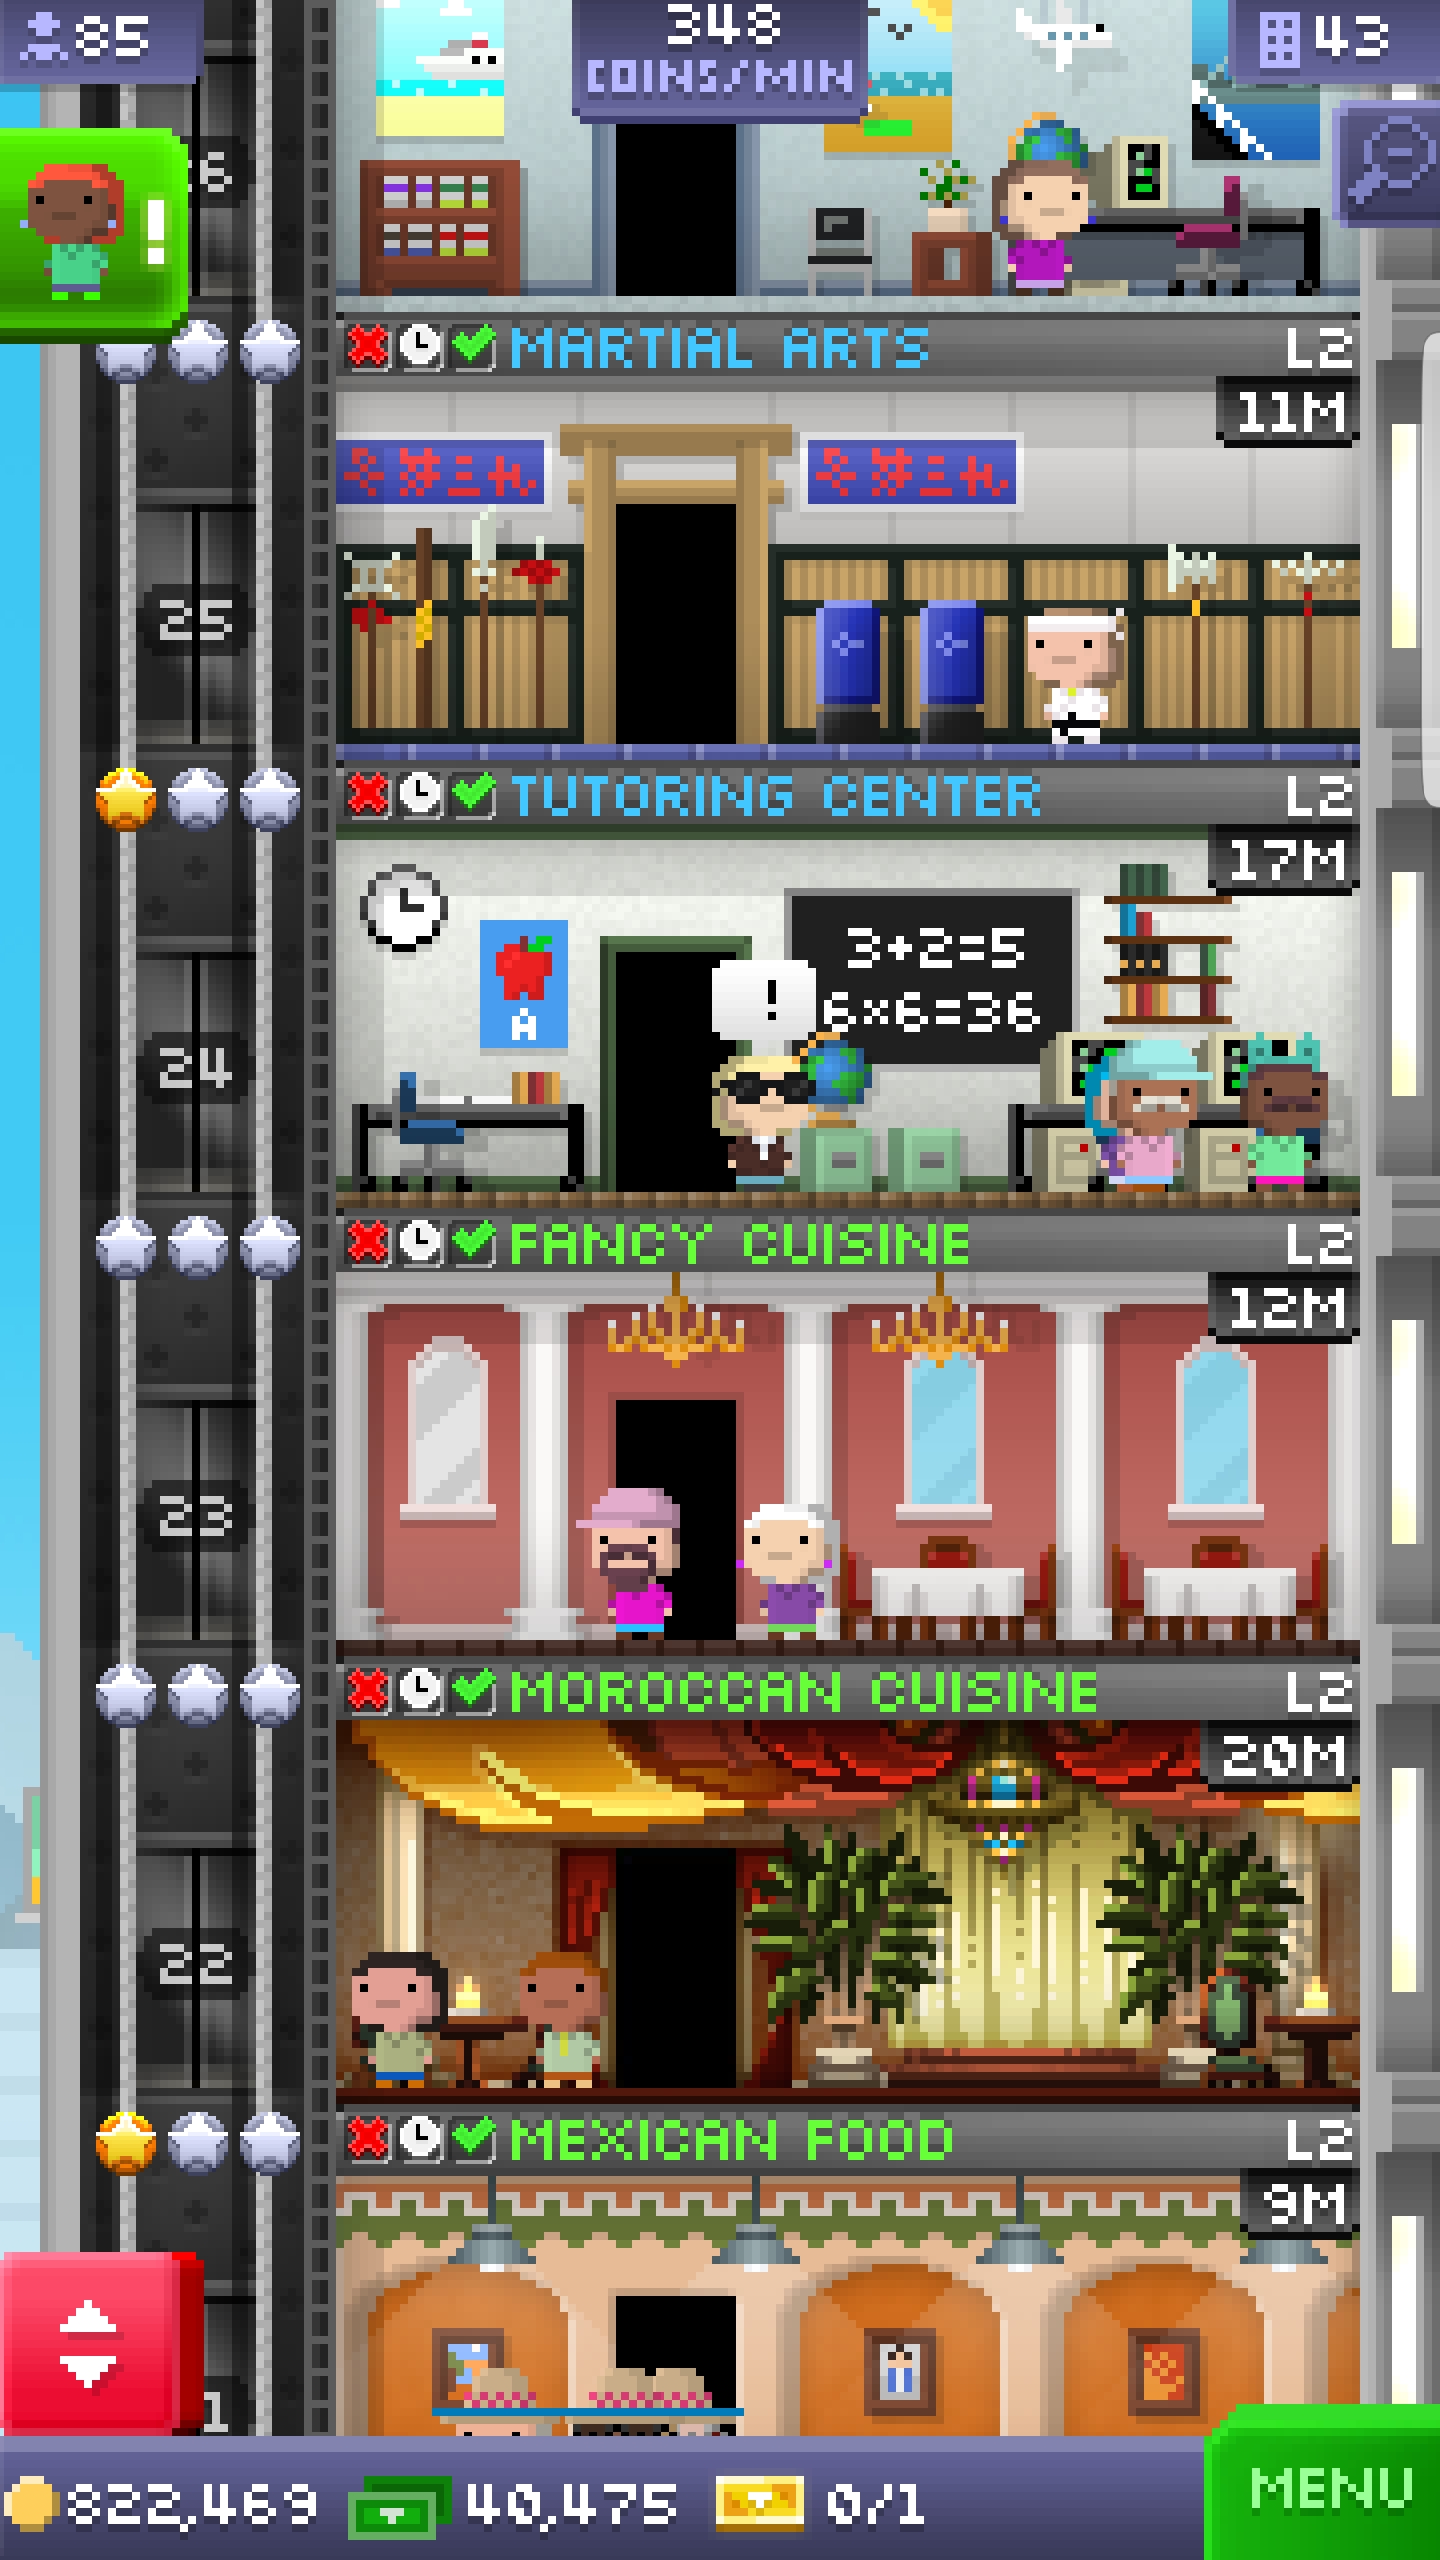 85
348
COINS/MIN
43
!
MARTIAL ARTS L2
11M
25
TUTORING CENTER L2
17M
3+2=5
6×6=36
A
!
24
FANCY CUISINE L2
12M
23
MOROCCAN CUISINE L2
20M
22
MEXICAN FOOD L2
9M
822,469 40,475 0/1
MENU